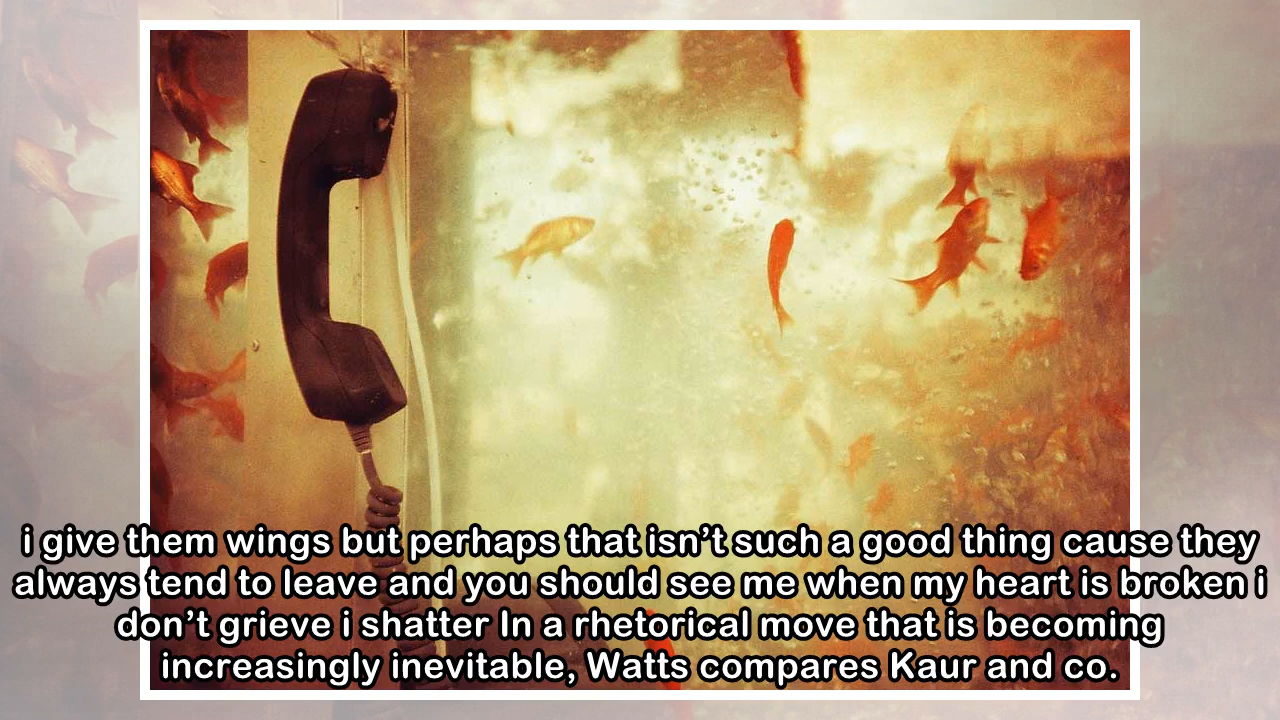 i give them wings but perhaps that isn’t such a good thing cause they
always tend to leave and you should see me when my heart is broken i
don’t grieve i shatter In a rhetorical move that is becoming
increasingly inevitable, Watts compares Kaur and co.